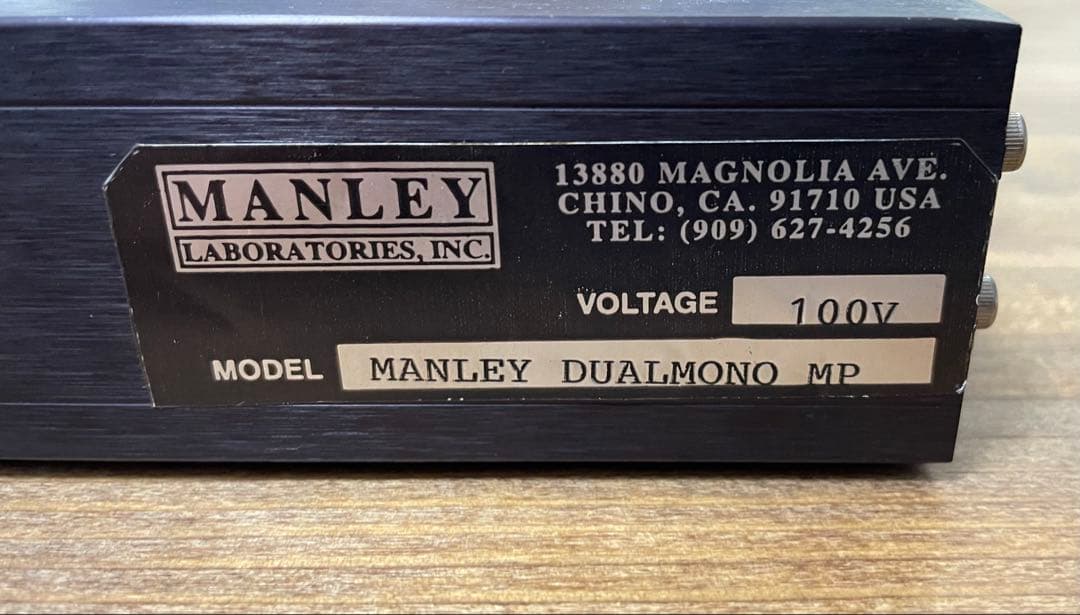 MANLEY
LABORATORIES, INC.
13880 MAGNOLIA AVE.
CHINO, CA. 91710 USA
TEL: (909) 627-4256
VOLTAGE 100V
MODEL MANLEY DUALMONO MP